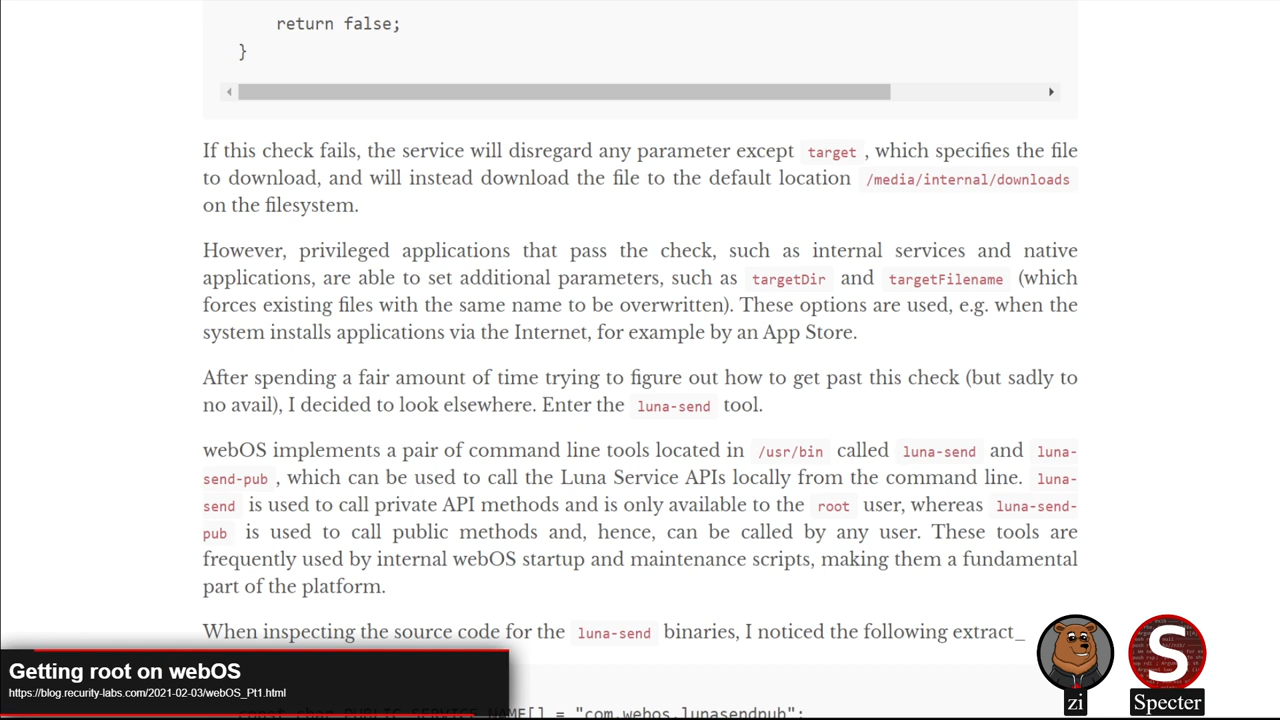 return false;
}
If this check fails, the service will disregard any parameter except target , which specifies the file
to download, and will instead download the file to the default location /media/internal/downloads
on the filesystem.
However, privileged applications that pass the check, such as internal services and native
applications, are able to set additional parameters, such as targetDir and targetFilename (which
forces existing files with the same name to be overwritten). These options are used, e.g. when the
system installs applications via the Internet, for example by an App Store.
After spending a fair amount of time trying to figure out how to get past this check (but sadly to
no avail), I decided to look elsewhere. Enter the luna-send tool.
webOS implements a pair of command line tools located in /usr/bin called luna-send and luna-
send-pub , which can be used to call the Luna Service APIs locally from the command line. luna-
send is used to call private API methods and is only available to the root user, whereas luna-send-
pub is used to call public methods and, hence, can be called by any user. These tools are
frequently used by internal webOS startup and maintenance scripts, making them a fundamental
part of the platform.
When inspecting the source code for the luna-send binaries, I noticed the following extract_
const char PUBLIC_SERVICE_NAME[] = "com.webos.lunasendpub";
Getting root on webOS
https://blog.recurity-labs.com/2021-02-03/webOS_Pt1.html
zi
S
Specter